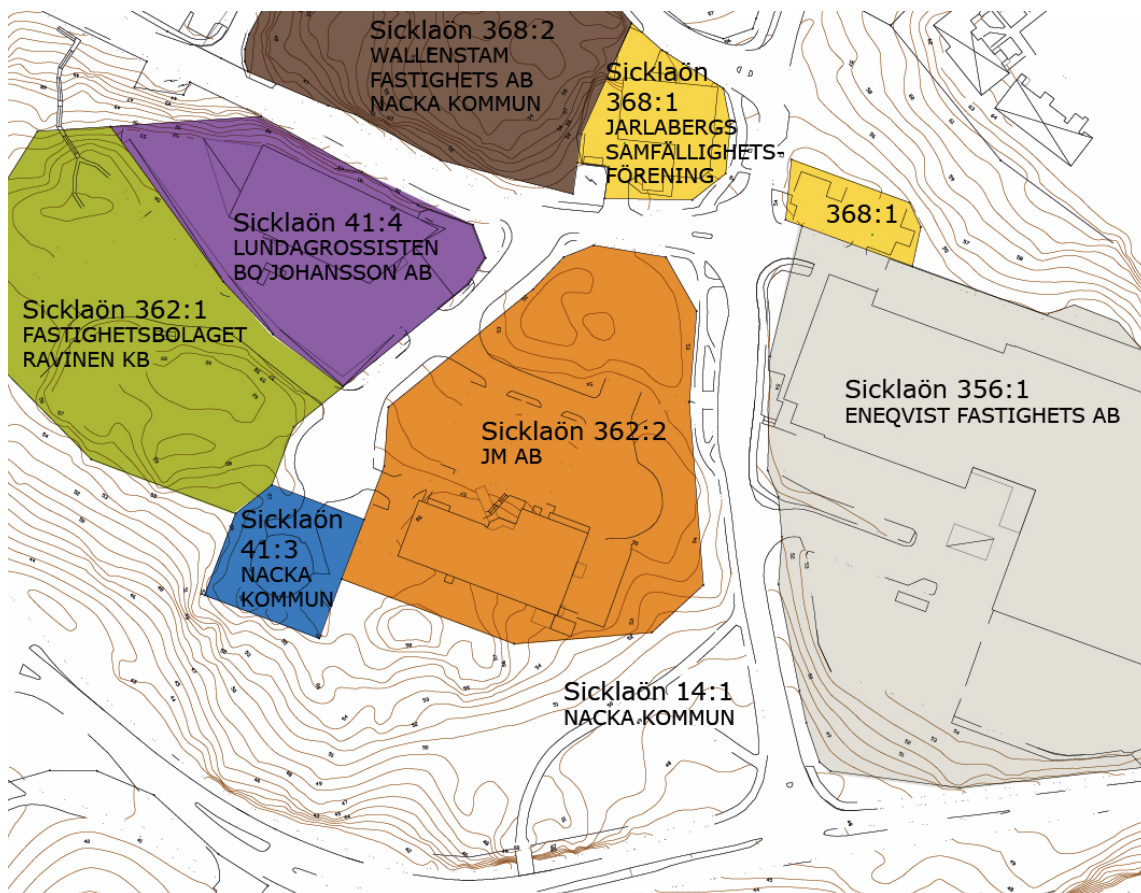 Sicklaön 368:2
WALLENSTAM
FASTIGHETS AB
NACKA KOMMUN
Sicklaön
368:1
JARLABERGS
SAMFÄLLIGHETS-
FÖRENING
368:1
Sicklaön 41:4
LUNDAGROSSISTEN
BO JOHANSSON AB
Sicklaön 362:1
FASTIGHETSBOLAGET
RAVINEN KB
Sicklaön 356:1
ENEQVIST FASTIGHETS AB
Sicklaön 362:2
JM AB
Sicklaön
41:3
NACKA
KOMMUN
Sicklaön 14:1
NACKA KOMMUN